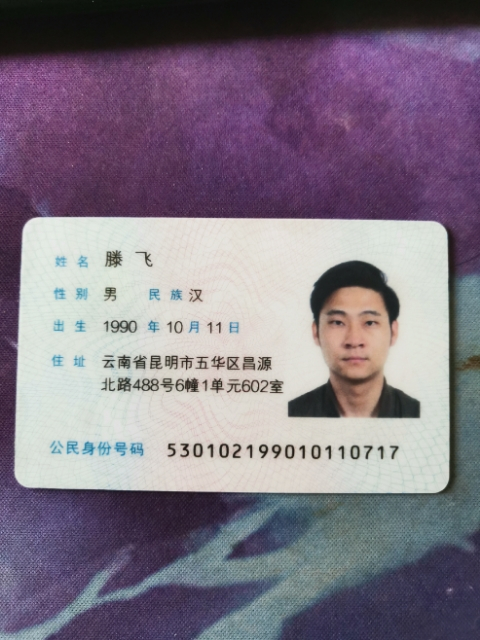 姓名 滕飞
性别 男 民族 汉
出生 1990 年 10 月 11 日
住址 云南省昆明市五华区昌源
北路488号6幢1单元602室
公民身份号码 530102199010110717